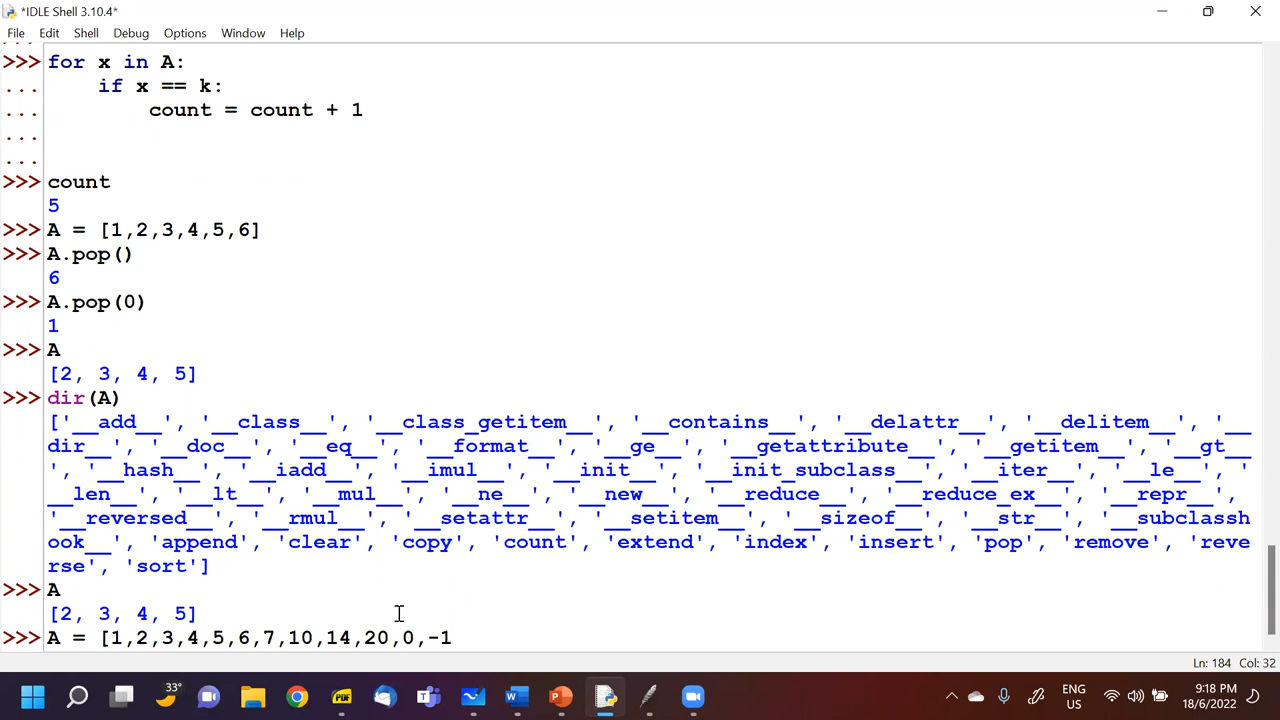 *IDLE Shell 3.10.4*
File Edit Shell Debug Options Window Help
>>> for x in A:
... if x == k:
... count = count + 1
...
...
>>> count
5
>>> A = [1,2,3,4,5,6]
>>> A.pop()
6
>>> A.pop(0)
1
>>> A
[2, 3, 4, 5]
>>> dir(A)
['__add__', '__class__', '__class_getitem__', '__contains__', '__delattr__', '__delitem__', '__
dir__', '__doc__', '__eq__', '__format__', '__ge__', '__getattribute__', '__getitem__', '__gt__
', '__hash__', '__iadd__', '__imul__', '__init__', '__init_subclass__', '__iter__', '__le__', '
__len__', '__lt__', '__mul__', '__ne__', '__new__', '__reduce__', '__reduce_ex__', '__repr__',
'__reversed__', '__rmul__', '__setattr__', '__setitem__', '__sizeof__', '__str__', '__subclassh
ook__', 'append', 'clear', 'copy', 'count', 'extend', 'index', 'insert', 'pop', 'remove', 'reve
rse', 'sort']
>>> A
[2, 3, 4, 5]
>>> A = [1,2,3,4,5,6,7,10,14,20,0,-1
Ln: 184 Col: 32
33°
PDF
ENG
US
9:18 PM
18/6/2022